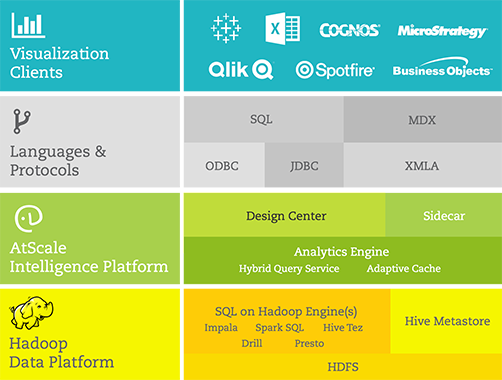 Visualization
Clients
X
COGNOS®
MicroStrategy™
Qlik Q
Spotfire®
Business Objects™
Languages &
Protocols
SQL
MDX
ODBC
JDBC
XMLA
AtScale
Intelligence Platform
Design Center
Sidecar
Analytics Engine
Hybrid Query Service
Adaptive Cache
Hadoop
Data Platform
SQL on Hadoop Engine(s)
Impala
Spark SQL
Hive Tez
Drill
Presto
Hive Metastore
HDFS